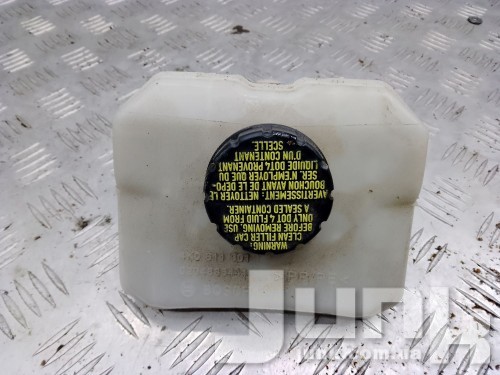 WARNING:
CLEAN FILLER CAP
BEFORE REMOVING. USE
ONLY DOT 4 FLUID FROM
A SEALED CONTAINER.
AVERTISSEMENT: NETTOYER LE
BOUCHON AVANT DE LE DEPO-
SER. N'EMPLOYER QUE DU
LIQUIDE DOT4 PROVENANT
D'UN CONTENANT
SCELLE.